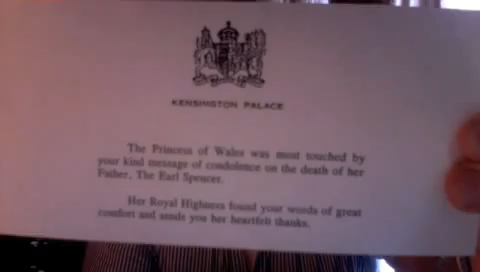 KENSINGTON PALACE
The Princess of Wales was most touched by
your kind message of condolence on the death of her
Father, The Earl Spencer.
Her Royal Highness found your words of great
comfort and sends you her heartfelt thanks.